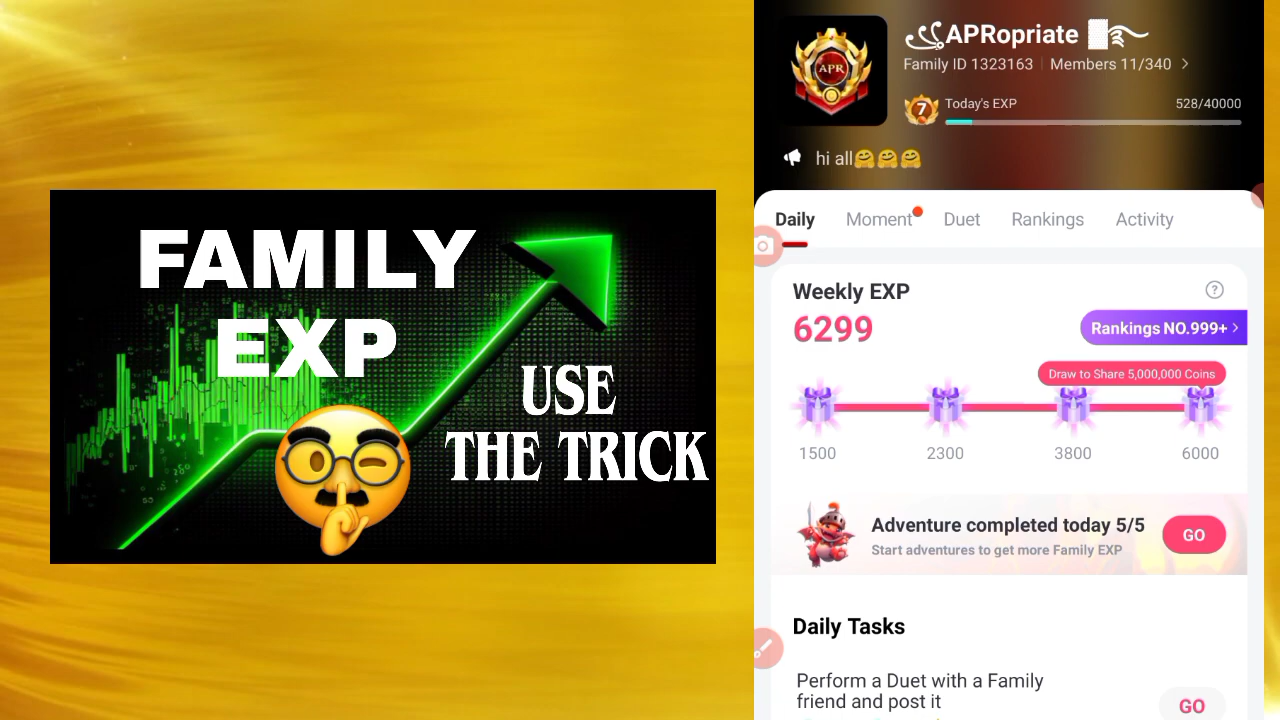 FAMILY
EXP
USE
THE TRICK
APR
APRopriate
Family ID 1323163 Members 11/340 >
7
Today's EXP 528/40000
hi all🤗🤗🤗
Daily Moment Duet Rankings Activity
Weekly EXP ?
6299
Rankings NO.999+ >
Draw to Share 5,000,000 Coins
1500 2300 3800 6000
Adventure completed today 5/5
Start adventures to get more Family EXP
GO
Daily Tasks
Perform a Duet with a Family
friend and post it
GO